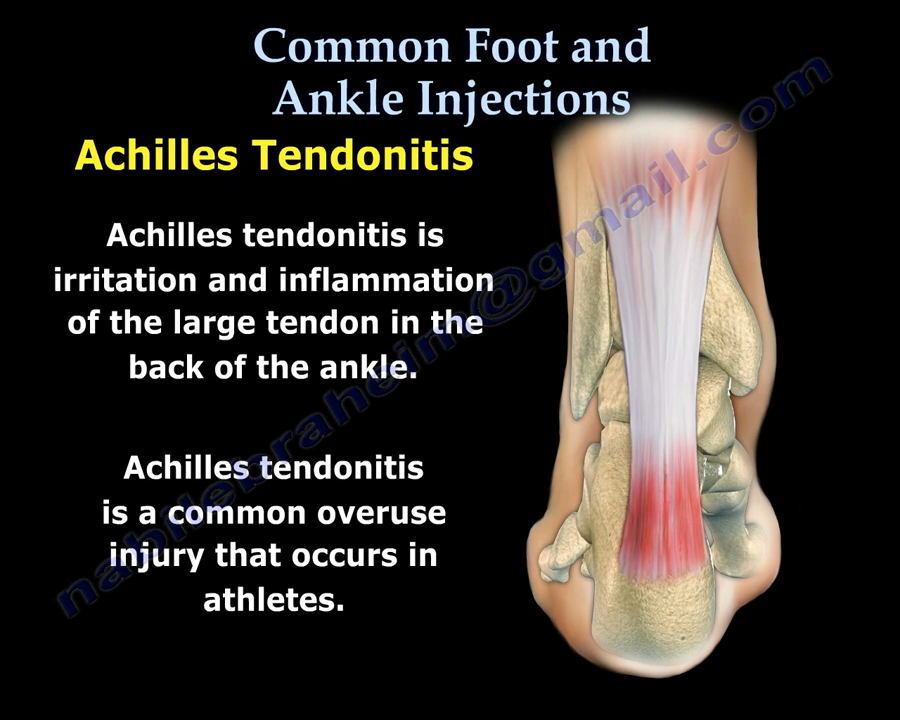 Common Foot and
Ankle Injections
Achilles Tendonitis
Achilles tendonitis is
irritation and inflammation
of the large tendon in the
back of the ankle.
Achilles tendonitis
is a common overuse
injury that occurs in
athletes.
nabilebraheim@gmail.com